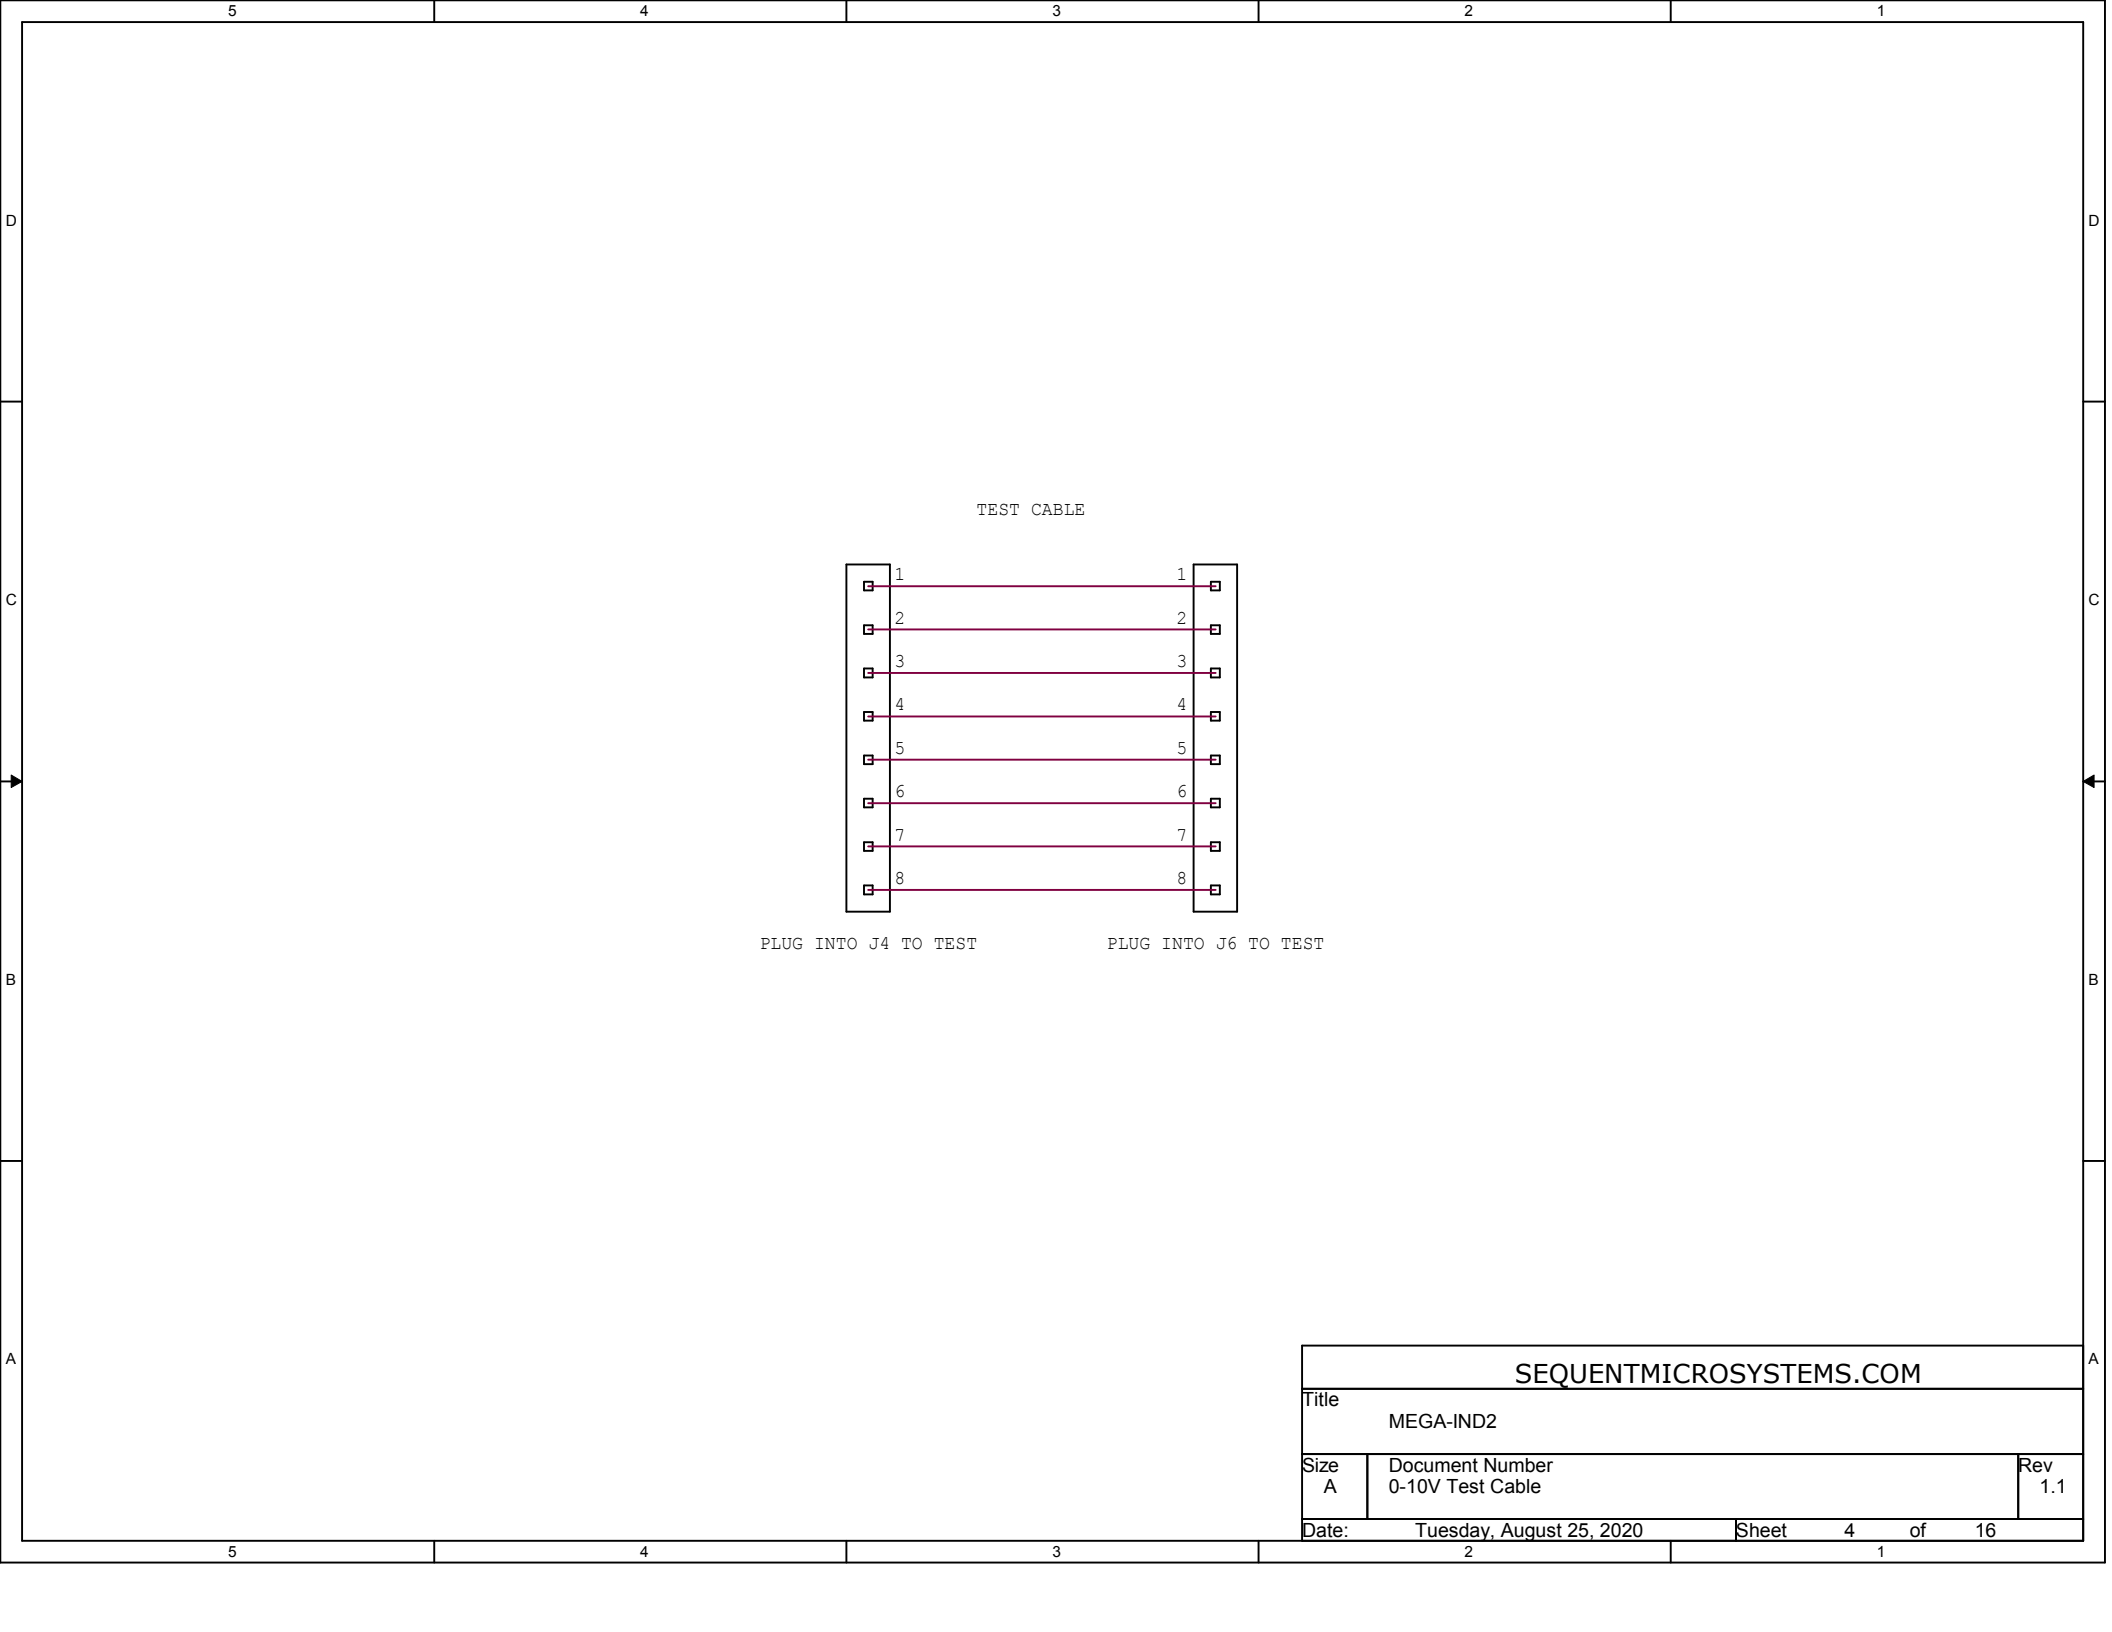 5 4 3 2 1
D D
TEST CABLE
1 1
C C
2 2
3 3
4 4
5 5
6 6
7 7
8 8
PLUG INTO J4 TO TEST PLUG INTO J6 TO TEST
B B
A A
SEQUENTMICROSYSTEMS.COM
Title
MEGA-IND2
Size Document Number Rev
A 0-10V Test Cable 1.1
Date: Tuesday, August 25, 2020 Sheet 4 of 16
5 4 3 2 1